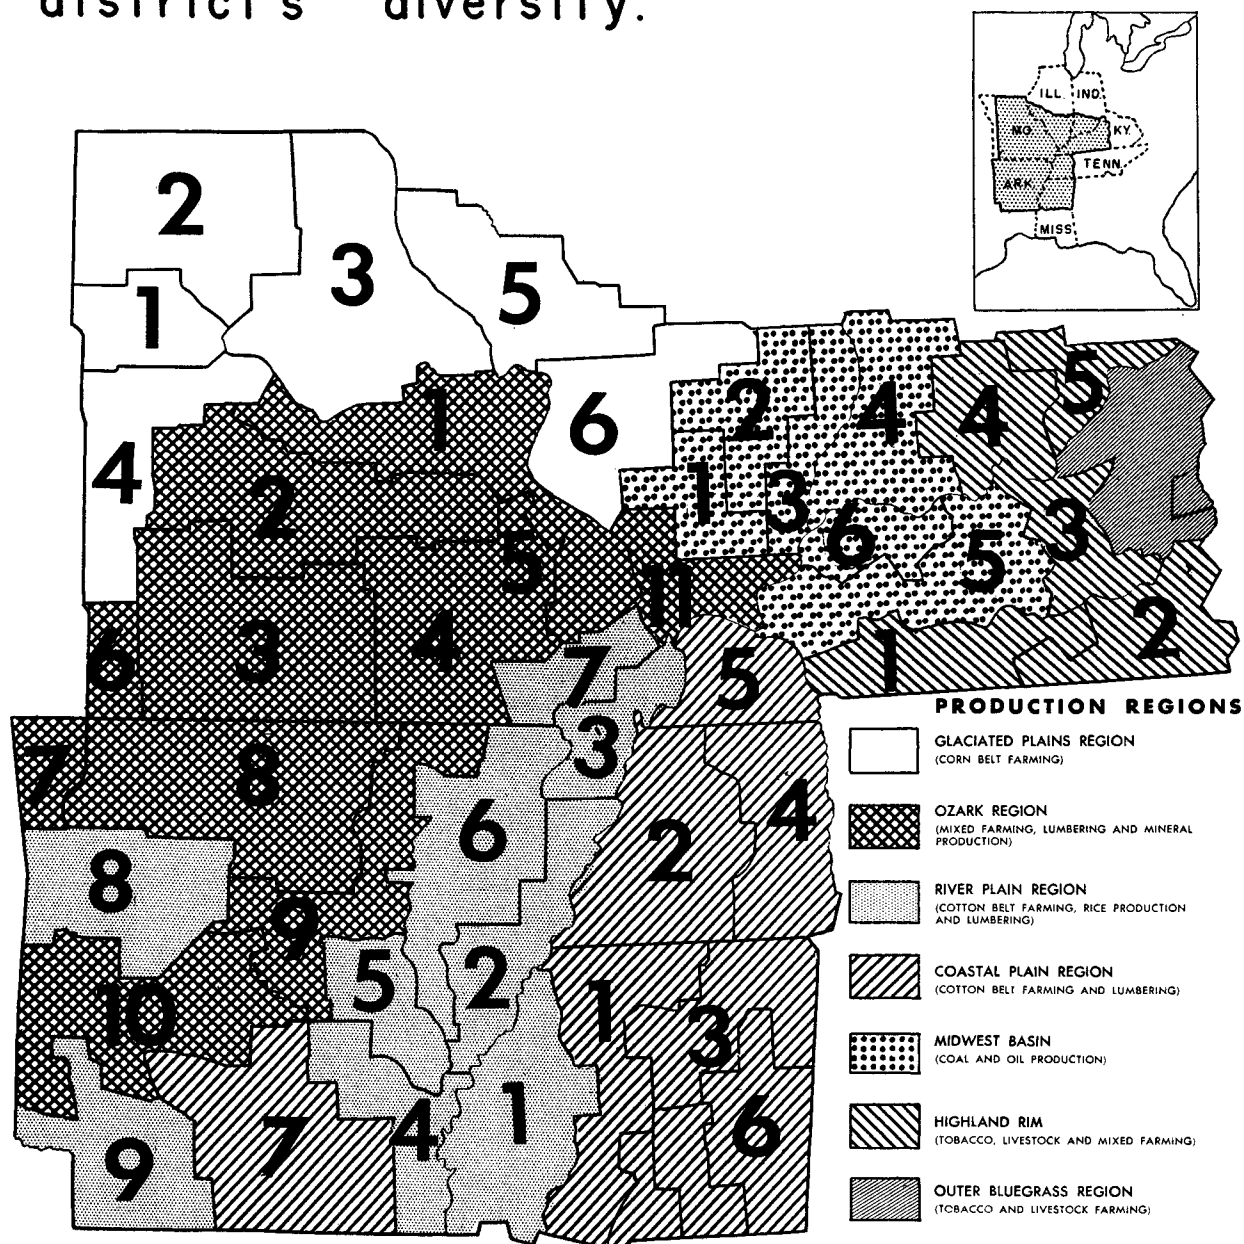 district's diversity.
ILL. IND.
MO. KY.
TENN.
ARK.
MISS.
2
3
5
1
6
4
1
2
5
11
6
3
4
7
8
9
10
2
4
1
3
6
5
4
5
3
1
2
7
3
6
8
5
2
4
1
9
5
2
4
1
3
6
7
PRODUCTION REGIONS
GLACIATED PLAINS REGION
(CORN BELT FARMING)
OZARK REGION
(MIXED FARMING, LUMBERING AND MINERAL
PRODUCTION)
RIVER PLAIN REGION
(COTTON BELT FARMING, RICE PRODUCTION
AND LUMBERING)
COASTAL PLAIN REGION
(COTTON BELT FARMING AND LUMBERING)
MIDWEST BASIN
(COAL AND OIL PRODUCTION)
HIGHLAND RIM
(TOBACCO, LIVESTOCK AND MIXED FARMING)
OUTER BLUEGRASS REGION
(TOBACCO AND LIVESTOCK FARMING)